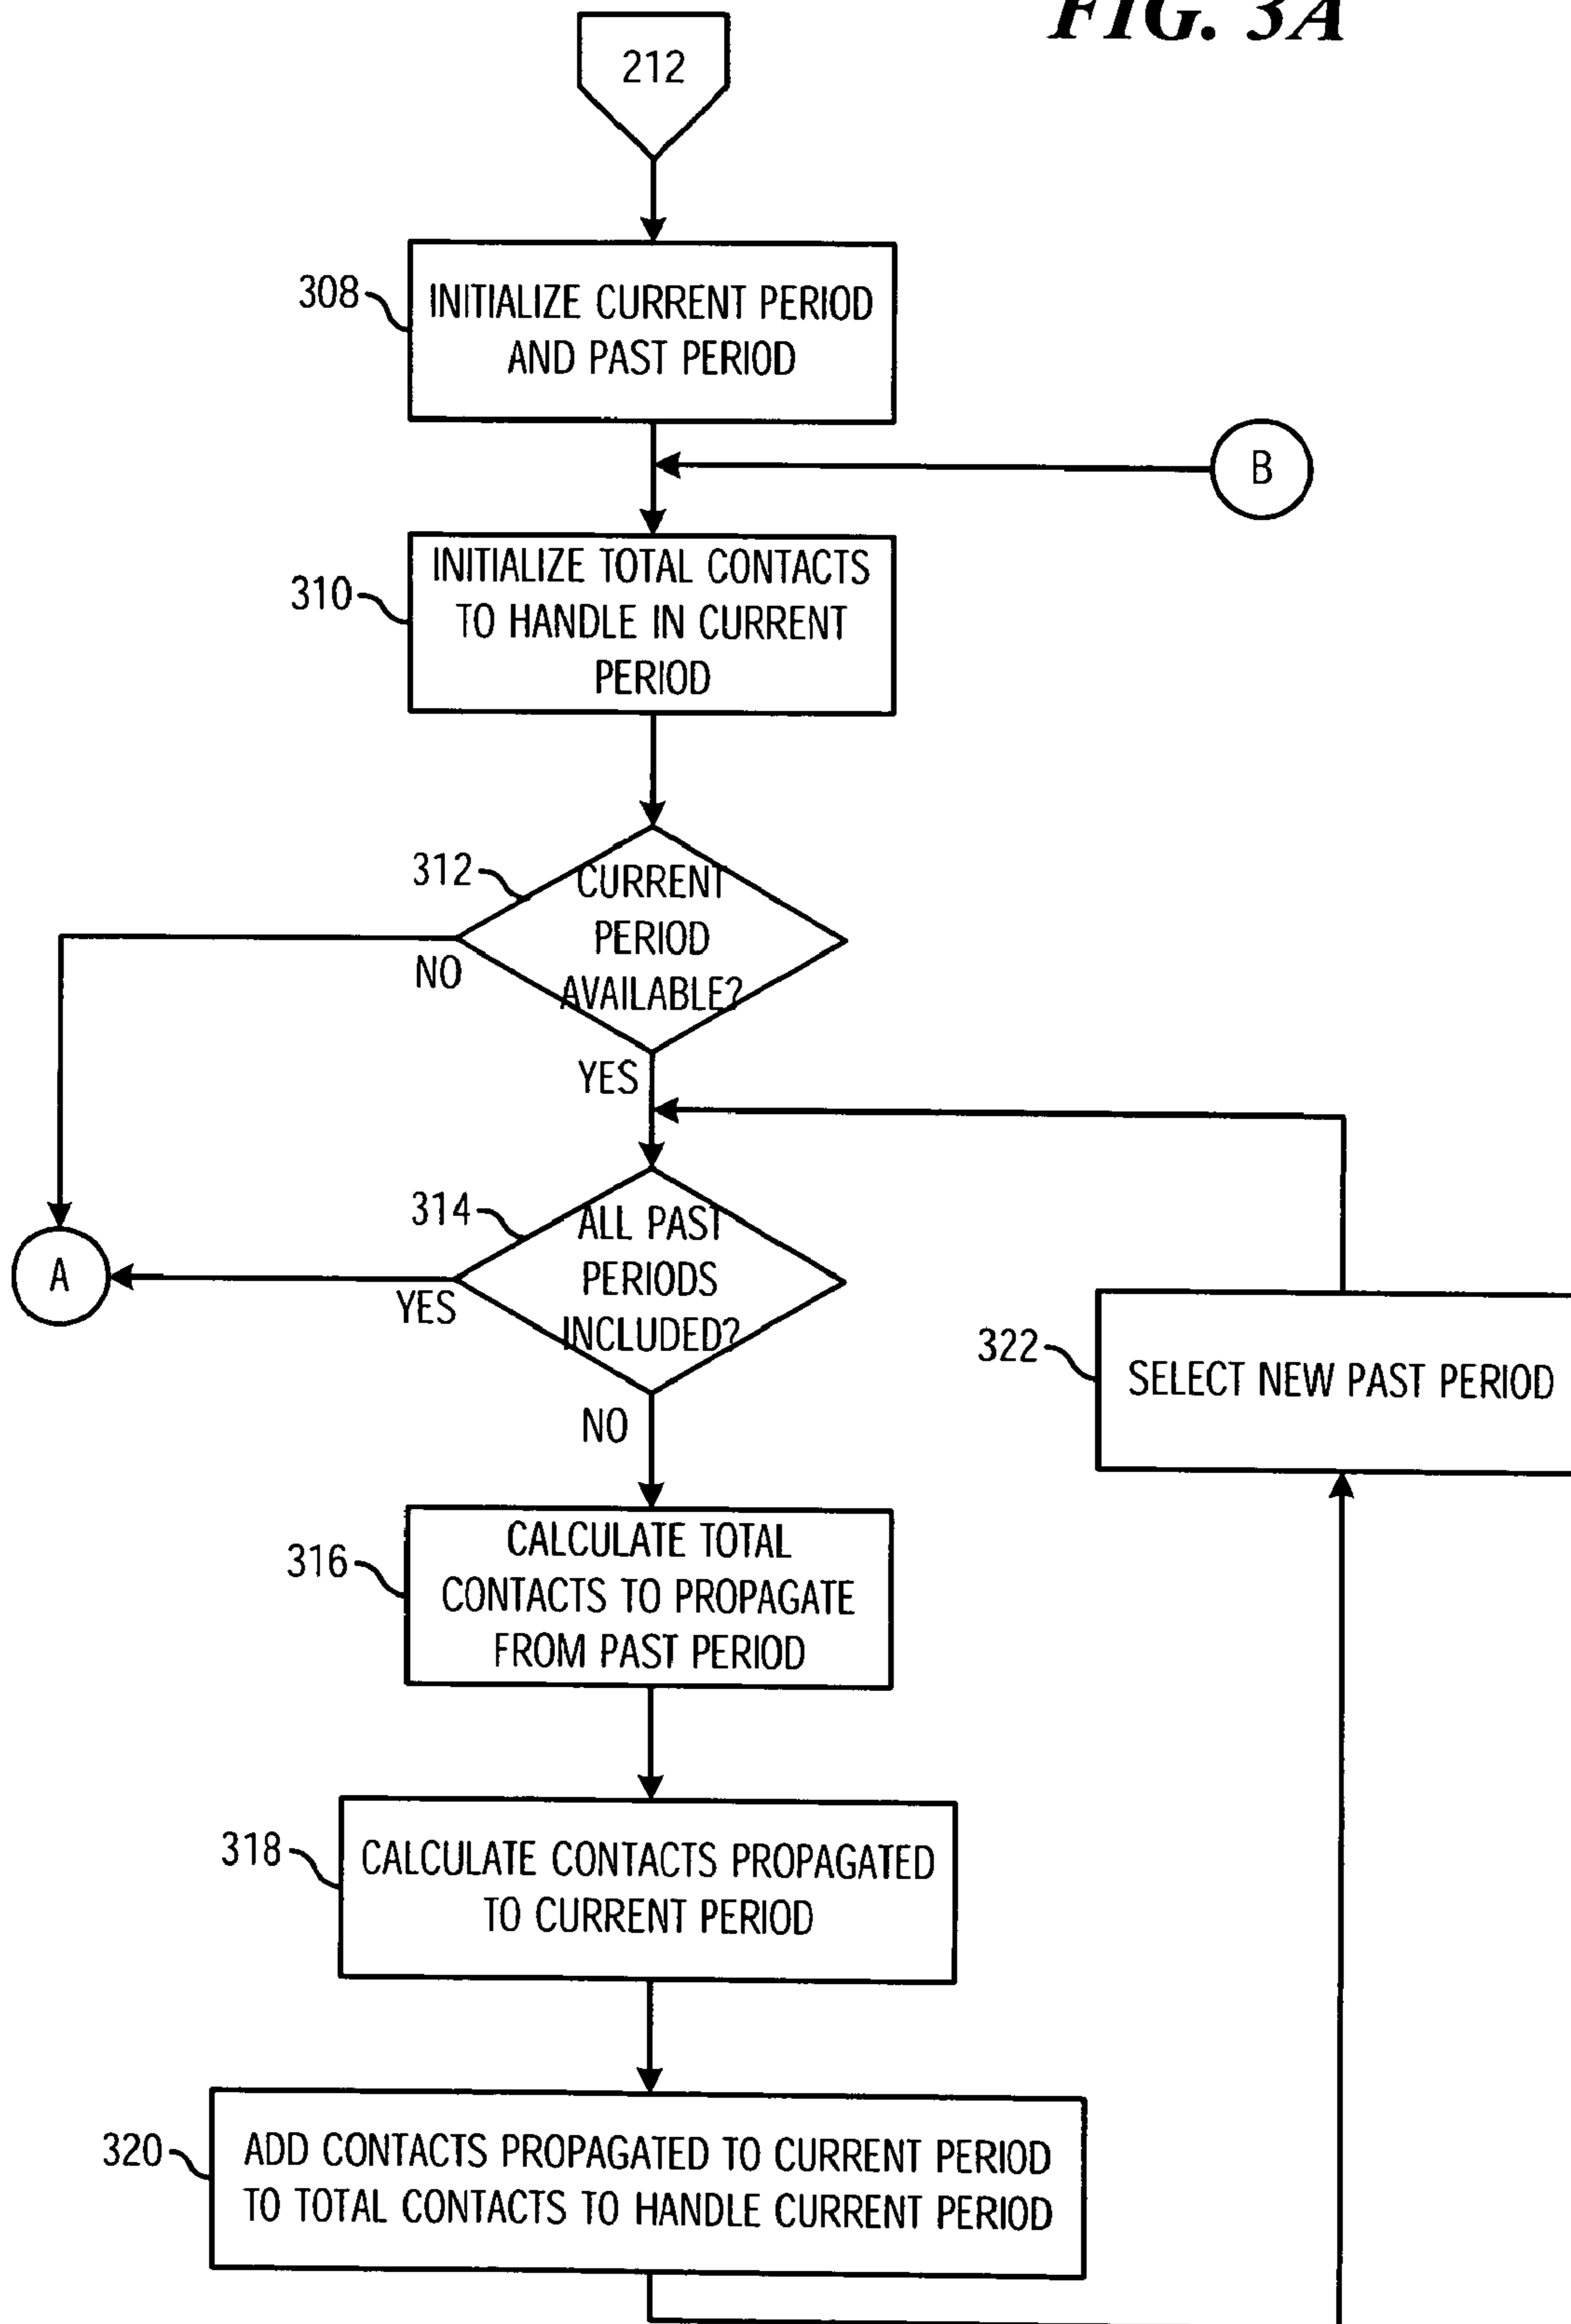 FIG. 3A
212
308
INITIALIZE CURRENT PERIOD
AND PAST PERIOD
B
310
INITIALIZE TOTAL CONTACTS
TO HANDLE IN CURRENT
PERIOD
312
CURRENT
PERIOD
AVAILABLE?
NO
YES
314
ALL PAST
PERIODS
INCLUDED?
A
YES
NO
322
SELECT NEW PAST PERIOD
316
CALCULATE TOTAL
CONTACTS TO PROPAGATE
FROM PAST PERIOD
318
CALCULATE CONTACTS PROPAGATED
TO CURRENT PERIOD
320
ADD CONTACTS PROPAGATED TO CURRENT PERIOD
TO TOTAL CONTACTS TO HANDLE CURRENT PERIOD